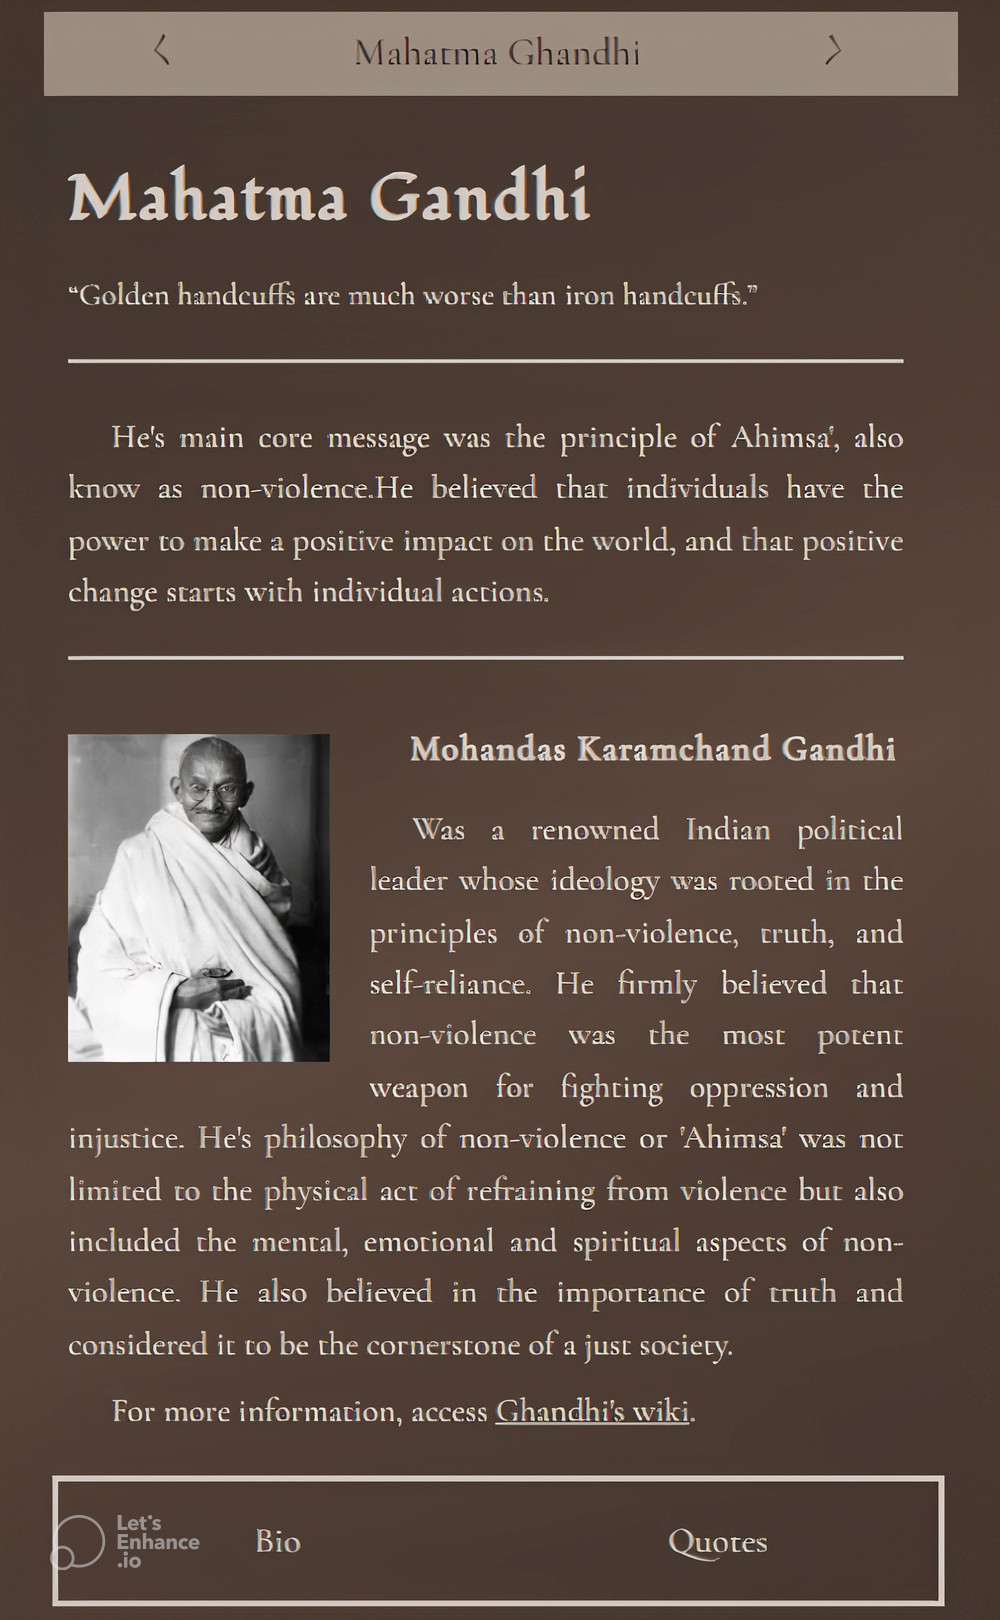 Mahatma Ghandhi
Mahatma Gandhi
“Golden handcuffs are much worse than iron handcuffs.”
He's main core message was the principle of Ahimsa', also
know as non-violence.He believed that individuals have the
power to make a positive impact on the world, and that positive
change starts with individual actions.
Mohandas Karamchand Gandhi
Was a renowned Indian political
leader whose ideology was rooted in the
principles of non-violence, truth, and
self-reliance. He firmly believed that
non-violence was the most potent
weapon for fighting oppression and
injustice. He's philosophy of non-violence or 'Ahimsa' was not
limited to the physical act of refraining from violence but also
included the mental, emotional and spiritual aspects of non-
violence. He also believed in the importance of truth and
considered it to be the cornerstone of a just society.
For more information, access Ghandhi's wiki.
Let's
Enhance
.io
Bio
Quotes